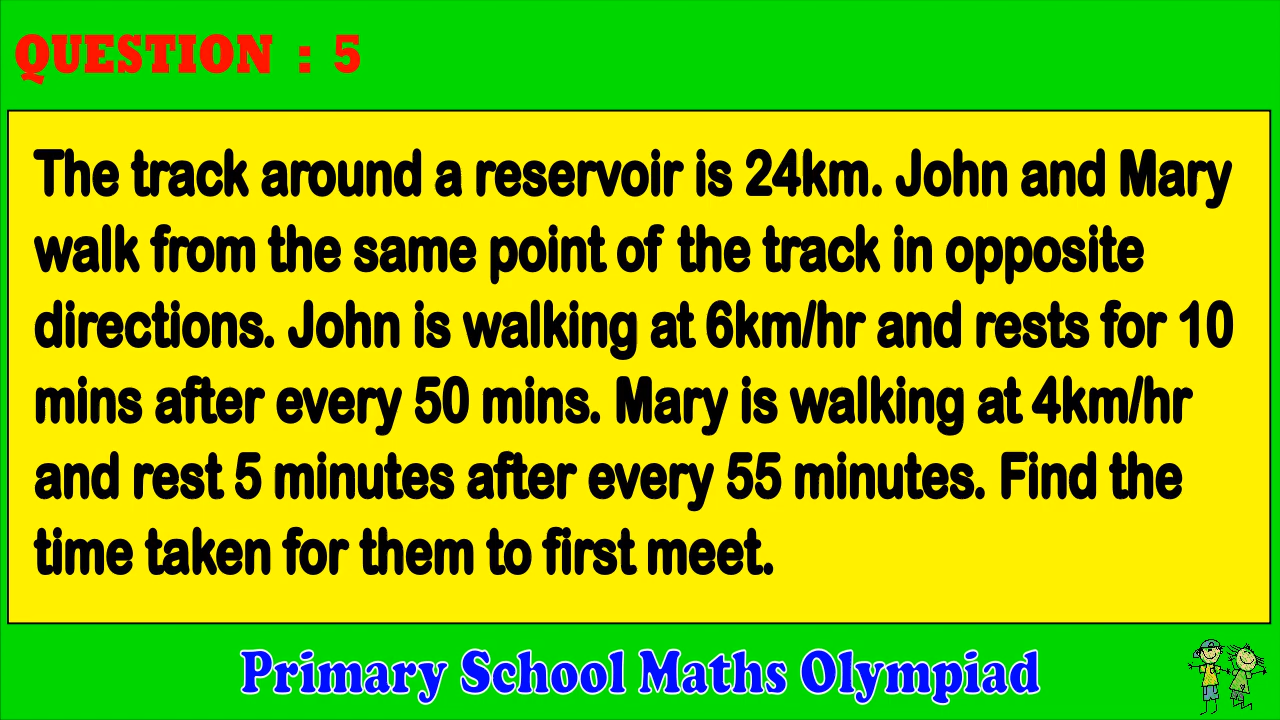 QUESTION : 5
The track around a reservoir is 24km. John and Mary
walk from the same point of the track in opposite
directions. John is walking at 6km/hr and rests for 10
mins after every 50 mins. Mary is walking at 4km/hr
and rest 5 minutes after every 55 minutes. Find the
time taken for them to first meet.
Primary School Maths Olympiad